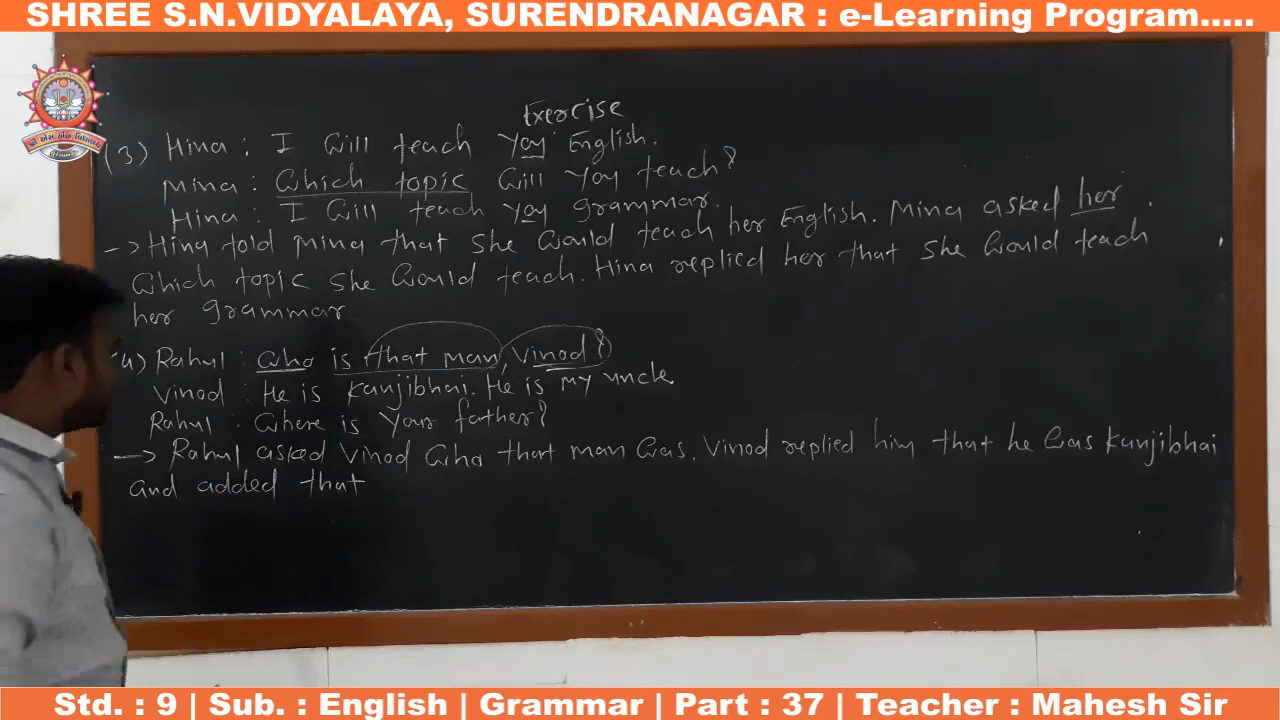 SHREE S.N.VIDYALAYA, SURENDRANAGAR : e-Learning Program.....
Exercise
(3) Hina : I will teach you English.
Mina : Which topic will you teach?
Hina : I will teach you grammar.
→ Hina told Mina that she would teach her English. Mina asked her
which topic she would teach. Hina replied her that she would teach
her grammar.
(4) Rahul : Who is that man, Vinod?
Vinod : He is Kanjibhai. He is my uncle
Rahul : Where is your father?
→ Rahul asked Vinod who that man was. Vinod replied him that he was Kanjibhai
and added that
Std. : 9 | Sub. : English | Grammar | Part : 37 | Teacher : Mahesh Sir